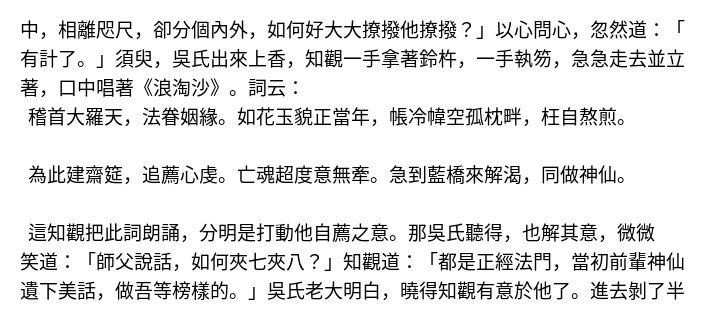 中，相離咫尺，卻分個內外，如何好大大撩撥他撩撥？」以心問心，忽然道：「
有計了。」須臾，吳氏出來上香，知觀一手拿著鈴杵，一手執笏，急急走去並立
著，口中唱著《浪淘沙》。詞云：
稽首大羅天，法眷姻緣。如花玉貌正當年，帳冷幃空孤枕畔，枉自熬煎。
為此建齋筵，追薦心虔。亡魂超度意無牽。急到藍橋來解渴，同做神仙。
這知觀把此詞朗誦，分明是打動他自薦之意。那吳氏聽得，也解其意，微微
笑道：「師父說話，如何夾七夾八？」知觀道：「都是正經法門，當初前輩神仙
遺下美話，做吾等榜樣的。」吳氏老大明白，曉得知觀有意於他了。進去剝了半